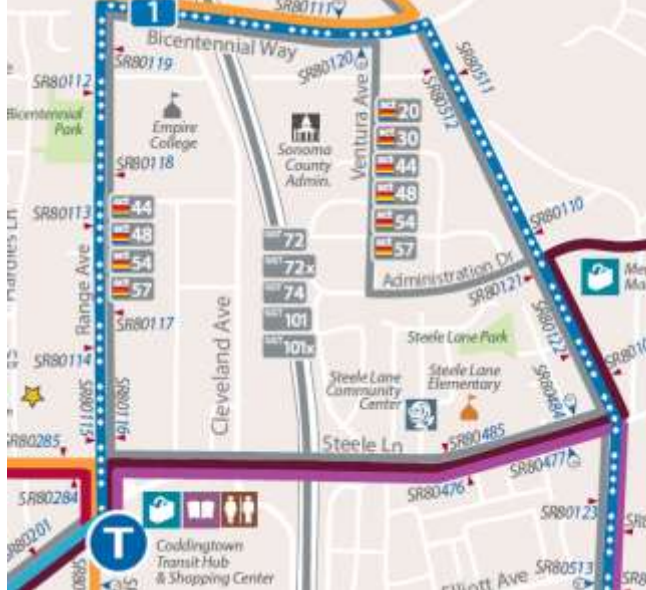 SR80111
1
Bicentennial Way
SR80119
SR80120
SR80511
SR80512
SR80112
Ventura Ave
20
30
44
48
54
57
Bicentennial
Park
Empire
College
Sonoma
County
Admin.
SR80118
44
48
54
57
SR80113
SR80110
72
72x
74
101
101x
Administration Dr
SR80121
Range Ave
Cleveland Ave
SR80117
SR80122
Steele Lane Park
SR80114
Steele Lane
Community
Center
Steele Lane
Elementary
SR80484
SR80115
SR80116
SR80285
Steele Ln
SR80485
SR80477
SR80476
SR80284
SR80123
SR80201
T
Coddingtown
Transit Hub
& Shopping Center
Elliott Ave
SR80513